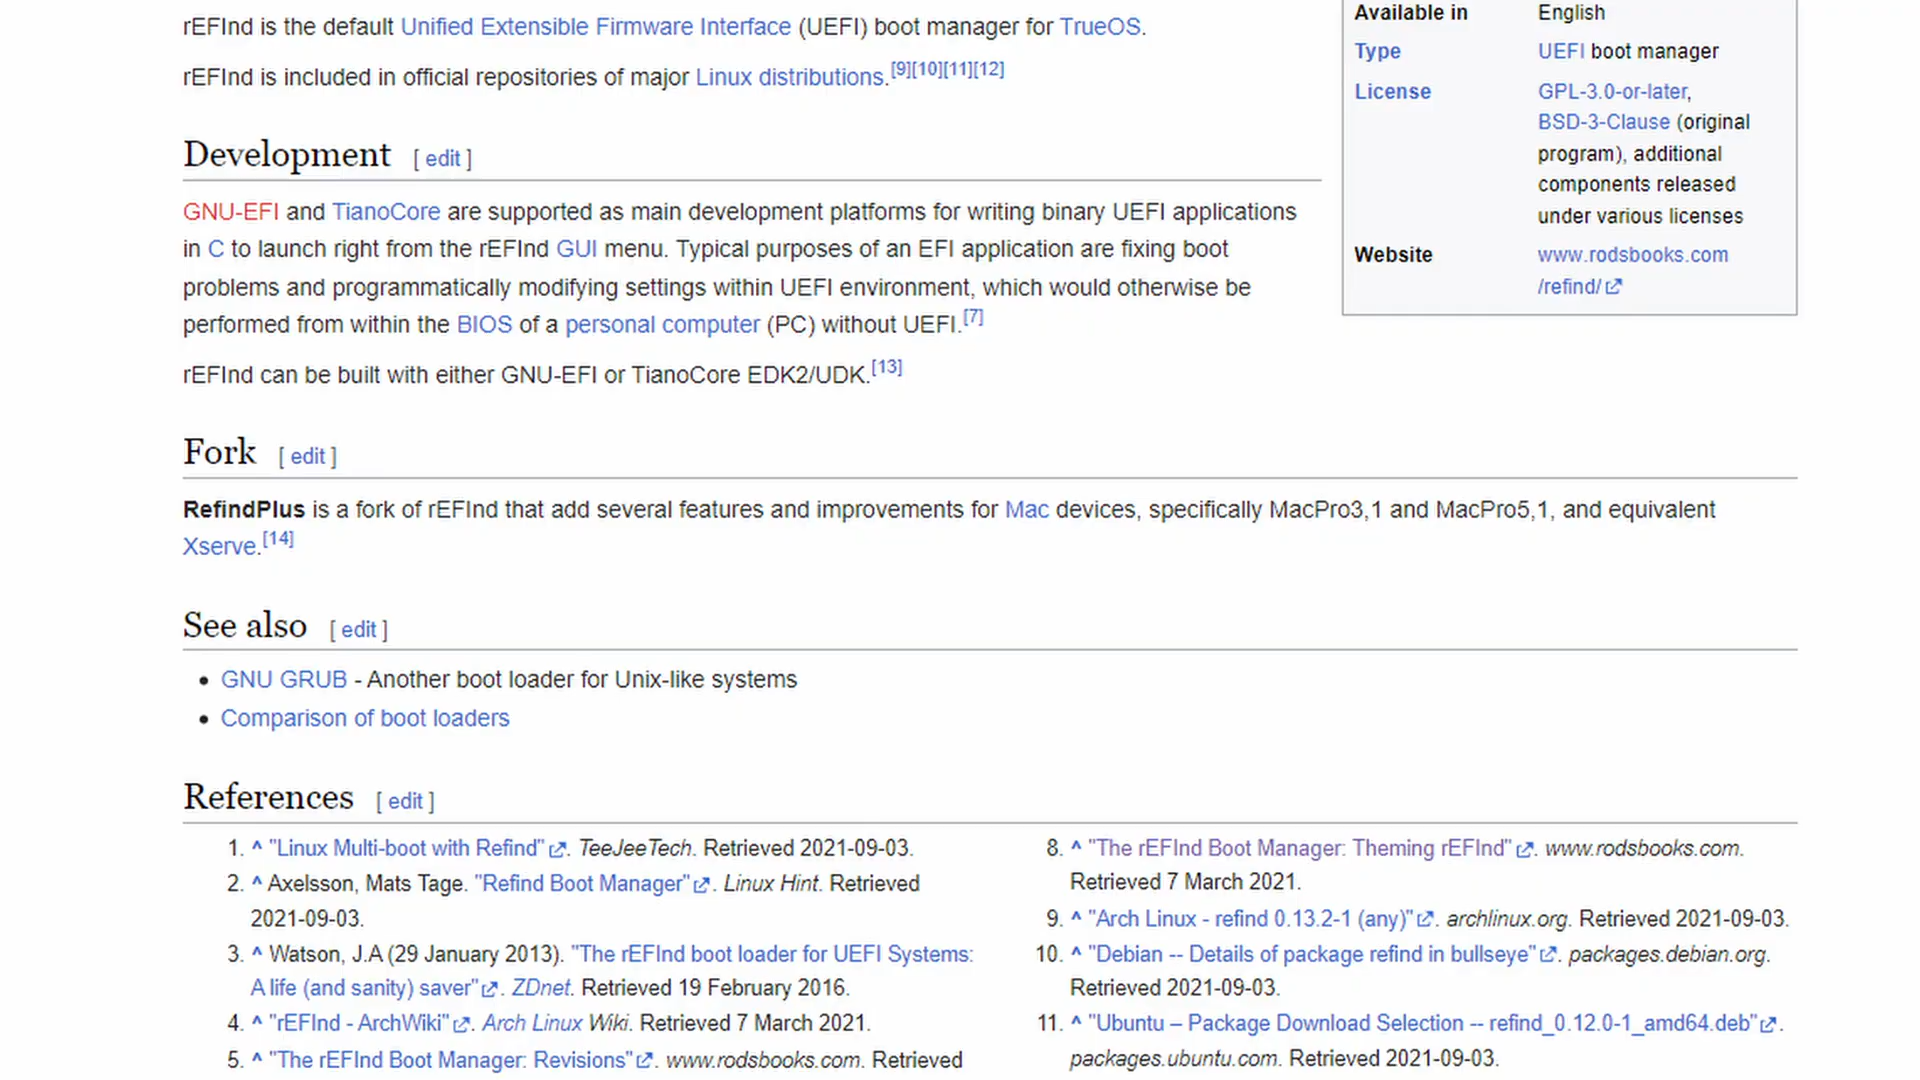 rEFInd is the default Unified Extensible Firmware Interface (UEFI) boot manager for TrueOS.
rEFInd is included in official repositories of major Linux distributions.[9][10][11][12]
Available in English
Type UEFI boot manager
License GPL-3.0-or-later,
BSD-3-Clause (original
program), additional
components released
under various licenses
Website www.rodsbooks.com
/refind/
Development [ edit ]
GNU-EFI and TianoCore are supported as main development platforms for writing binary UEFI applications
in C to launch right from the rEFInd GUI menu. Typical purposes of an EFI application are fixing boot
problems and programmatically modifying settings within UEFI environment, which would otherwise be
performed from within the BIOS of a personal computer (PC) without UEFI.[7]
rEFInd can be built with either GNU-EFI or TianoCore EDK2/UDK.[13]
Fork [ edit ]
RefindPlus is a fork of rEFInd that add several features and improvements for Mac devices, specifically MacPro3,1 and MacPro5,1, and equivalent
Xserve.[14]
See also [ edit ]
• GNU GRUB - Another boot loader for Unix-like systems
• Comparison of boot loaders
References [ edit ]
1. ^ "Linux Multi-boot with Refind". TeeJeeTech. Retrieved 2021-09-03.
2. ^ Axelsson, Mats Tage. "Refind Boot Manager". Linux Hint. Retrieved
2021-09-03.
3. ^ Watson, J.A (29 January 2013). "The rEFInd boot loader for UEFI Systems:
A life (and sanity) saver". ZDnet. Retrieved 19 February 2016.
4. ^ "rEFInd - ArchWiki". Arch Linux Wiki. Retrieved 7 March 2021.
5. ^ "The rEFInd Boot Manager: Revisions". www.rodsbooks.com. Retrieved
8. ^ "The rEFInd Boot Manager: Theming rEFInd". www.rodsbooks.com.
Retrieved 7 March 2021.
9. ^ "Arch Linux - refind 0.13.2-1 (any)". archlinux.org. Retrieved 2021-09-03.
10. ^ "Debian -- Details of package refind in bullseye". packages.debian.org.
Retrieved 2021-09-03.
11. ^ "Ubuntu – Package Download Selection -- refind_0.12.0-1_amd64.deb".
packages.ubuntu.com. Retrieved 2021-09-03.